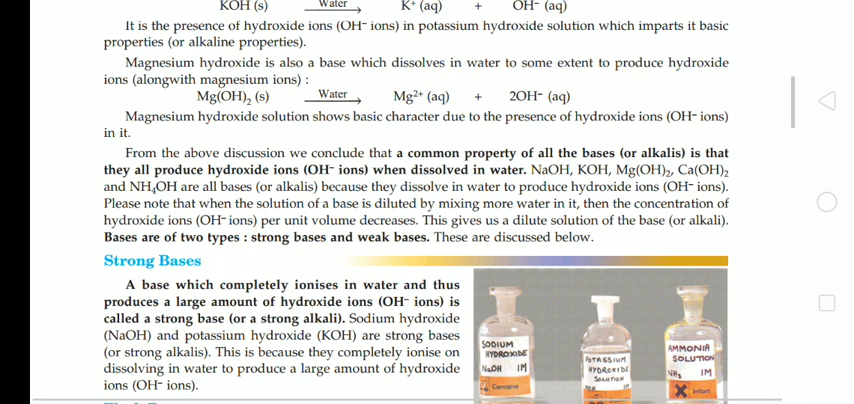 KOH (s) Water K⁺ (aq) + OH⁻ (aq)
It is the presence of hydroxide ions (OH⁻ ions) in potassium hydroxide solution which imparts it basic
properties (or alkaline properties).
Magnesium hydroxide is also a base which dissolves in water to some extent to produce hydroxide
ions (alongwith magnesium ions) :
Mg(OH)₂ (s) Water Mg²⁺ (aq) + 2OH⁻ (aq)
Magnesium hydroxide solution shows basic character due to the presence of hydroxide ions (OH⁻ ions)
in it.
From the above discussion we conclude that a common property of all the bases (or alkalis) is that
they all produce hydroxide ions (OH⁻ ions) when dissolved in water. NaOH, KOH, Mg(OH)₂, Ca(OH)₂
and NH₄OH are all bases (or alkalis) because they dissolve in water to produce hydroxide ions (OH⁻ ions).
Please note that when the solution of a base is diluted by mixing more water in it, then the concentration of
hydroxide ions (OH⁻ ions) per unit volume decreases. This gives us a dilute solution of the base (or alkali).
Bases are of two types : strong bases and weak bases. These are discussed below.
Strong Bases
A base which completely ionises in water and thus
produces a large amount of hydroxide ions (OH⁻ ions) is
called a strong base (or a strong alkali). Sodium hydroxide
(NaOH) and potassium hydroxide (KOH) are strong bases
(or strong alkalis). This is because they completely ionise on
dissolving in water to produce a large amount of hydroxide
ions (OH⁻ ions).
SODIUM
HYDROXIDE
NaOH 1M
Corrosive
POTASSIUM
HYDROXIDE
SOLUTION
KOH 1M
AMMONIA
SOLUTION
NH₃ 1M
Irritant